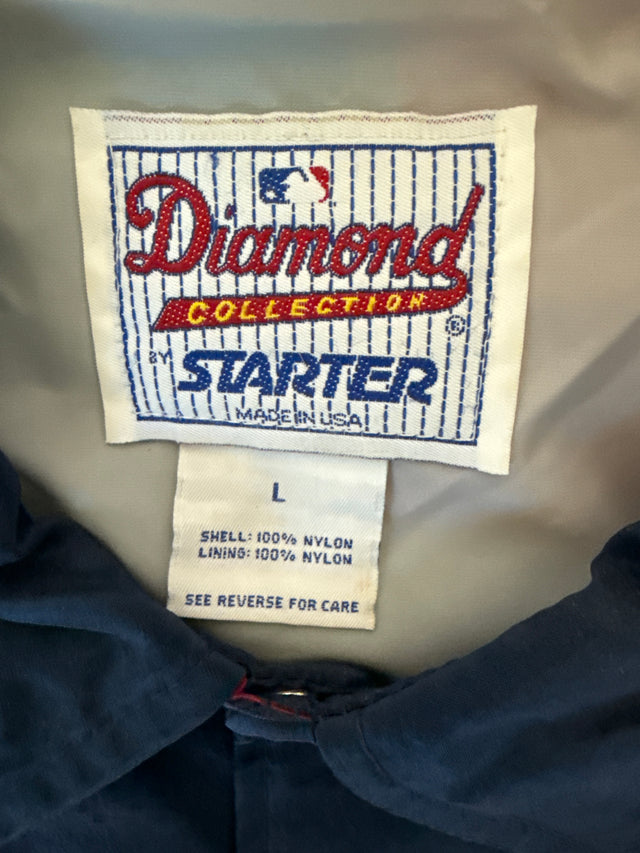 Diamond
COLLECTION ®
BY STARTER
MADE IN USA
L
SHELL: 100% NYLON
LINING: 100% NYLON
SEE REVERSE FOR CARE